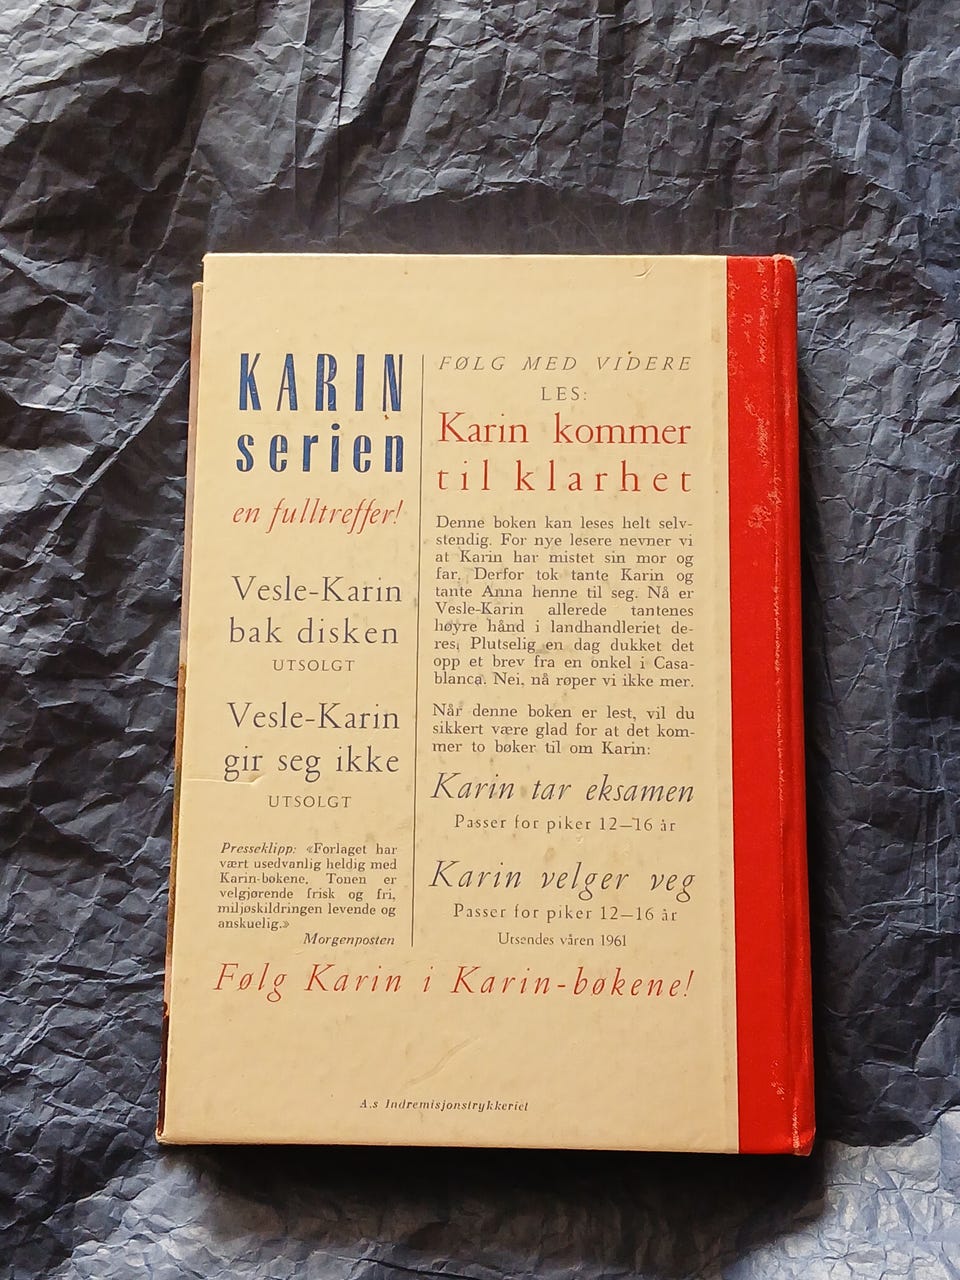 KARIN
serien
en fulltreffer!
Vesle-Karin
bak disken
UTSOLGT
Vesle-Karin
gir seg ikke
UTSOLGT
Presseklipp: «Forlaget har
vært usedvanlig heldig med
Karin-bøkene. Tonen er
velgjørende frisk og fri,
miljøskildringen levende og
anskuelig.»
Morgenposten
FØLG MED VIDERE
LES:
Karin kommer
til klarhet
Denne boken kan leses helt selv-
stendig. For nye lesere nevner vi
at Karin har mistet sin mor og
far. Derfor tok tante Karin og
tante Anna henne til seg. Nå er
Vesle-Karin allerede tantenes
høyre hånd i landhandleriet de-
res. Plutselig en dag dukket det
opp et brev fra en onkel i Casa-
blanca. Nei, nå røper vi ikke mer.
Når denne boken er lest, vil du
sikkert være glad for at det kom-
mer to bøker til om Karin:
Karin tar eksamen
Passer for piker 12—16 år
Karin velger veg
Passer for piker 12—16 år
Utsendes våren 1961
Følg Karin i Karin-bøkene!
A.s Indremisjonstrykkeriet